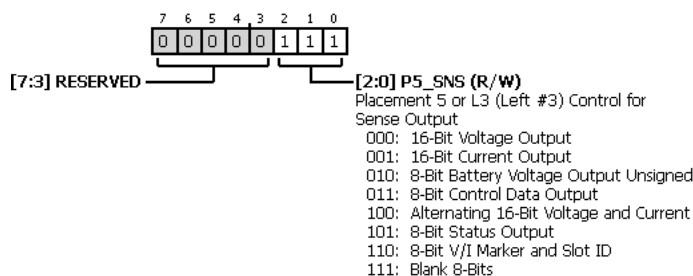 7 6 5 4 3 2 1 0
0 0 0 0 0 1 1 1
[7:3] RESERVED
[2:0] P5_SNS (R/W)
Placement 5 or L3 (Left #3) Control for
Sense Output
000: 16-Bit Voltage Output
001: 16-Bit Current Output
010: 8-Bit Battery Voltage Output Unsigned
011: 8-Bit Control Data Output
100: Alternating 16-Bit Voltage and Current
101: 8-Bit Status Output
110: 8-Bit V/I Marker and Slot ID
111: Blank 8-Bits